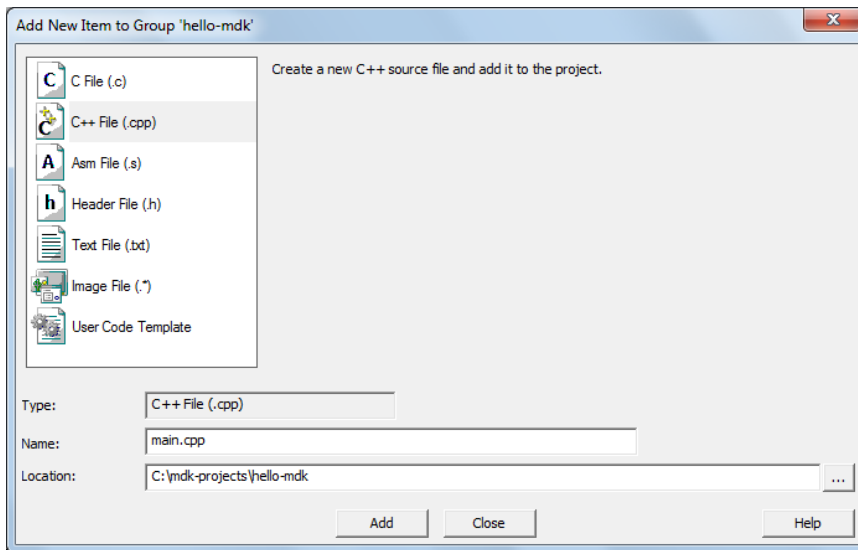 Add New Item to Group 'hello-mdk'
C File (.c)
Create a new C++ source file and add it to the project.
C++ File (.cpp)
Asm File (.s)
Header File (.h)
Text File (.txt)
Image File (.*)
User Code Template
Type:
C++ File (.cpp)
Name:
main.cpp
Location:
C:\mdk-projects\hello-mdk
...
Add
Close
Help